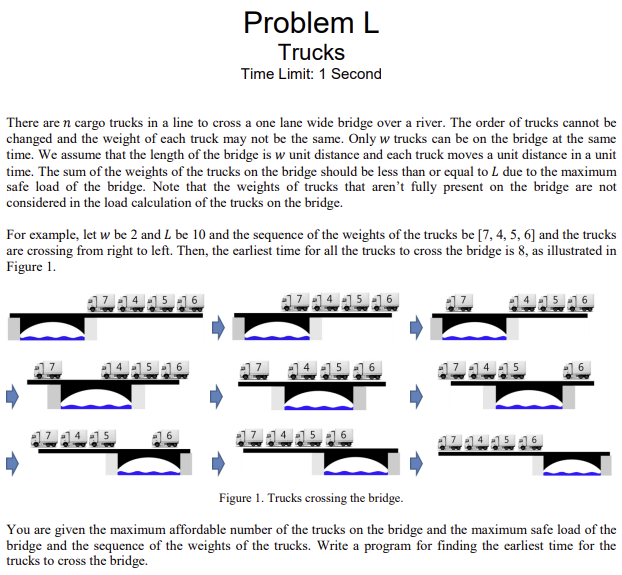 Problem L
Trucks
Time Limit: 1 Second
There are n cargo trucks in a line to cross a one lane wide bridge over a river. The order of trucks cannot be
changed and the weight of each truck may not be the same. Only w trucks can be on the bridge at the same
time. We assume that the length of the bridge is w unit distance and each truck moves a unit distance in a unit
time. The sum of the weights of the trucks on the bridge should be less than or equal to L due to the maximum
safe load of the bridge. Note that the weights of trucks that aren't fully present on the bridge are not
considered in the load calculation of the trucks on the bridge.
For example, let w be 2 and L be 10 and the sequence of the weights of the trucks be [7, 4, 5, 6] and the trucks
are crossing from right to left. Then, the earliest time for all the trucks to cross the bridge is 8, as illustrated in
Figure 1.
7 4 5 6 7 4 5 6 7 4 5 6
7 4 5 6 7 4 5 6 7 4 5 6
7 4 5 6 7 4 5 6 7 4 5 6
Figure 1. Trucks crossing the bridge.
You are given the maximum affordable number of the trucks on the bridge and the maximum safe load of the
bridge and the sequence of the weights of the trucks. Write a program for finding the earliest time for the
trucks to cross the bridge.